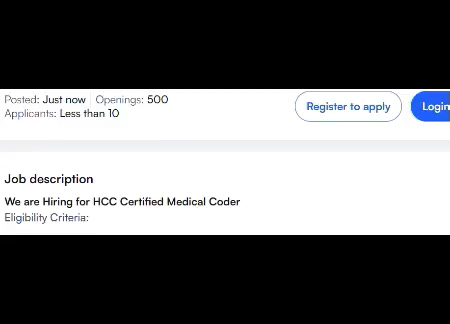 Posted: Just now | Openings: 500
Applicants: Less than 10
Register to apply
Login
Job description
We are Hiring for HCC Certified Medical Coder
Eligibility Criteria: